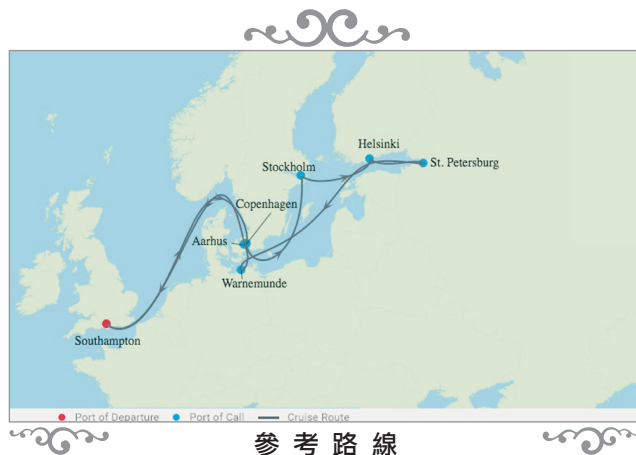 Helsinki
Stockholm
St. Petersburg
Copenhagen
Aarhus
Warnemunde
Southampton
Port of Departure Port of Call Cruise Route
參考路線